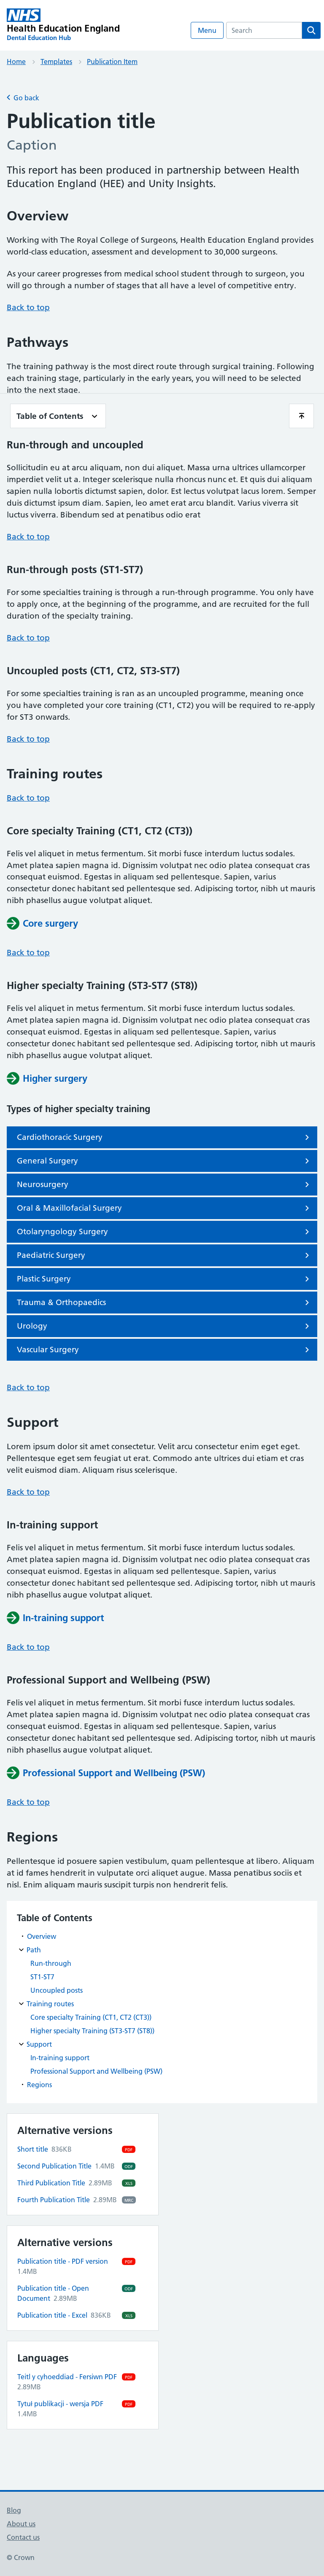 NHS
Health Education England
Dental Education Hub
Menu
Search
Home
Templates
Publication Item
Go back
Publication title
Caption
This report has been produced in partnership between Health
Education England (HEE) and Unity Insights.
Overview
Working with The Royal College of Surgeons, Health Education England provides
world-class education, assessment and development to 30,000 surgeons.
As your career progresses from medical school student through to surgeon, you
will go through a number of stages that all have a level of competitive entry.
Back to top
Pathways
The training pathway is the most direct route through surgical training. Following
each training stage, particularly in the early years, you will need to be selected
into the next stage.
Table of Contents
Run-through and uncoupled
Sollicitudin eu at arcu aliquam, non dui aliquet. Massa urna ultrices ullamcorper
imperdiet velit ut a. Integer scelerisque nulla rhoncus nunc et. Et quis dui aliquam
sapien nulla lobortis dictumst sapien, dolor. Est lectus volutpat lacus lorem. Semper
duis dictumst ipsum diam. Sapien, leo amet erat arcu blandit. Varius viverra sit
luctus viverra. Bibendum sed at penatibus odio erat
Back to top
Run-through posts (ST1-ST7)
For some specialties training is through a run-through programme. You only have
to apply once, at the beginning of the programme, and are recruited for the full
duration of the specialty training.
Back to top
Uncoupled posts (CT1, CT2, ST3-ST7)
For some specialties training is ran as an uncoupled programme, meaning once
you have completed your core training (CT1, CT2) you will be required to re-apply
for ST3 onwards.
Back to top
Training routes
Back to top
Core specialty Training (CT1, CT2 (CT3))
Felis vel aliquet in metus fermentum. Sit morbi fusce interdum luctus sodales.
Amet platea sapien magna id. Dignissim volutpat nec odio platea consequat cras
consequat euismod. Egestas in aliquam sed pellentesque. Sapien, varius
consectetur donec habitant sed pellentesque sed. Adipiscing tortor, nibh ut mauris
nibh phasellus augue volutpat aliquet.
Core surgery
Back to top
Higher specialty Training (ST3-ST7 (ST8))
Felis vel aliquet in metus fermentum. Sit morbi fusce interdum luctus sodales.
Amet platea sapien magna id. Dignissim volutpat nec odio platea consequat cras
consequat euismod. Egestas in aliquam sed pellentesque. Sapien, varius
consectetur donec habitant sed pellentesque sed. Adipiscing tortor, nibh ut mauris
nibh phasellus augue volutpat aliquet.
Higher surgery
Types of higher specialty training
Cardiothoracic Surgery
General Surgery
Neurosurgery
Oral & Maxillofacial Surgery
Otolaryngology Surgery
Paediatric Surgery
Plastic Surgery
Trauma & Orthopaedics
Urology
Vascular Surgery
Back to top
Support
Lorem ipsum dolor sit amet consectetur. Velit arcu consectetur enim eget eget.
Pellentesque eget sem feugiat ut erat. Commodo ante ultrices dui etiam et cras
velit euismod diam. Aliquam risus scelerisque.
Back to top
In-training support
Felis vel aliquet in metus fermentum. Sit morbi fusce interdum luctus sodales.
Amet platea sapien magna id. Dignissim volutpat nec odio platea consequat cras
consequat euismod. Egestas in aliquam sed pellentesque. Sapien, varius
consectetur donec habitant sed pellentesque sed. Adipiscing tortor, nibh ut mauris
nibh phasellus augue volutpat aliquet.
In-training support
Back to top
Professional Support and Wellbeing (PSW)
Felis vel aliquet in metus fermentum. Sit morbi fusce interdum luctus sodales.
Amet platea sapien magna id. Dignissim volutpat nec odio platea consequat cras
consequat euismod. Egestas in aliquam sed pellentesque. Sapien, varius
consectetur donec habitant sed pellentesque sed. Adipiscing tortor, nibh ut mauris
nibh phasellus augue volutpat aliquet.
Professional Support and Wellbeing (PSW)
Back to top
Regions
Pellentesque id posuere sapien vestibulum, quam pellentesque at libero. Aliquam
at id fames hendrerit in vulputate orci aliquet augue. Massa penatibus sociis et
nisl. Enim aliquam mauris suscipit turpis non hendrerit felis.
Table of Contents
Overview
Path
Run-through
ST1-ST7
Uncoupled posts
Training routes
Core specialty Training (CT1, CT2 (CT3))
Higher specialty Training (ST3-ST7 (ST8))
Support
In-training support
Professional Support and Wellbeing (PSW)
Regions
Alternative versions
Short title 836KB PDF
Second Publication Title 1.4MB ODF
Third Publication Title 2.89MB XLS
Fourth Publication Title 2.89MB MISC
Alternative versions
Publication title - PDF version PDF
1.4MB
Publication title - Open ODF
Document 2.89MB
Publication title - Excel 836KB XLS
Languages
Teitl y cyhoeddiad - Fersiwn PDF PDF
2.89MB
Tytuł publikacji - wersja PDF PDF
1.4MB
Blog
About us
Contact us
© Crown